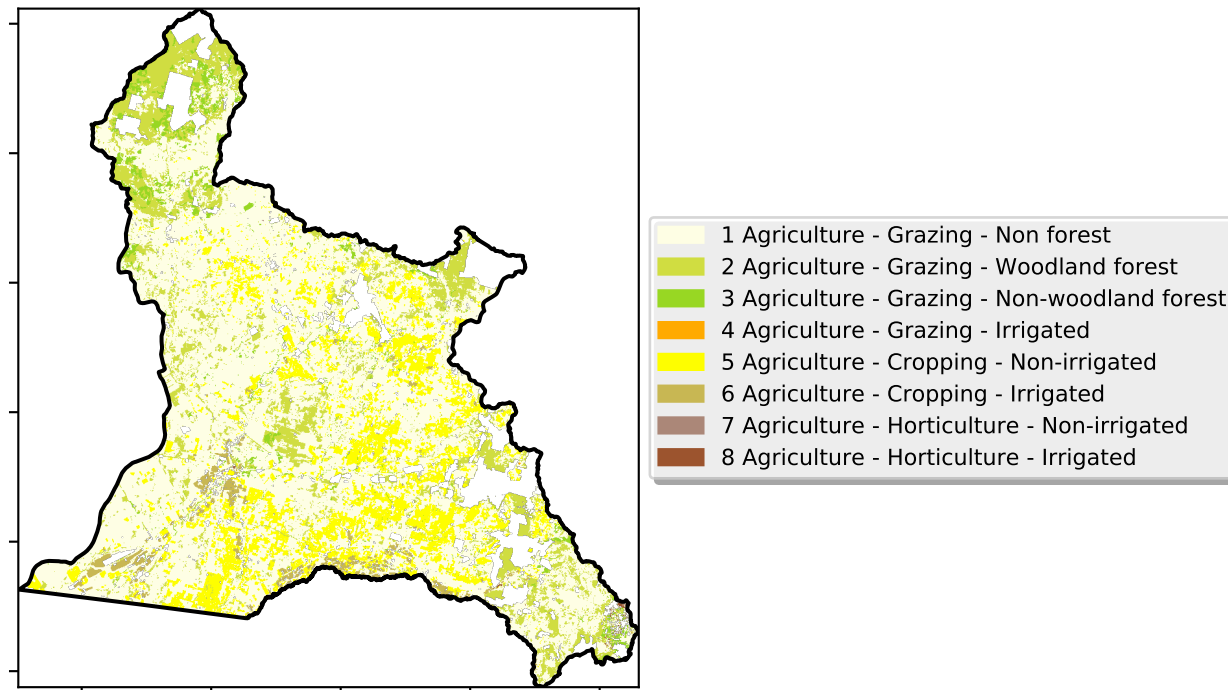 1 Agriculture - Grazing - Non forest
2 Agriculture - Grazing - Woodland forest
3 Agriculture - Grazing - Non-woodland forest
4 Agriculture - Grazing - Irrigated
5 Agriculture - Cropping - Non-irrigated
6 Agriculture - Cropping - Irrigated
7 Agriculture - Horticulture - Non-irrigated
8 Agriculture - Horticulture - Irrigated